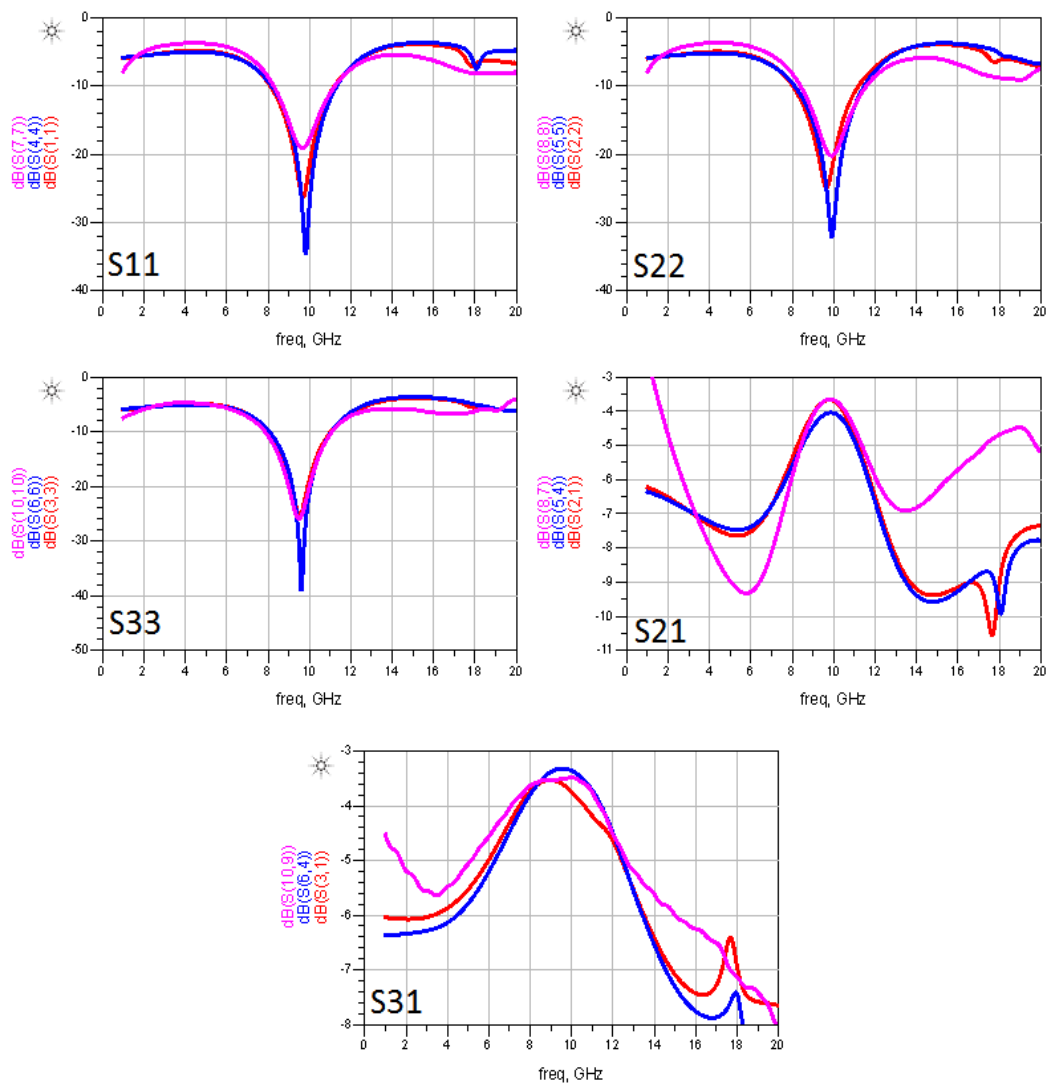 dB(S(7,7))
dB(S(4,4))
dB(S(1,1))
0
-10
-20
-30
-40
S11
0 2 4 6 8 10 12 14 16 18 20
freq, GHz
dB(S(8,8))
dB(S(5,5))
dB(S(2,2))
0
-10
-20
-30
-40
S22
0 2 4 6 8 10 12 14 16 18 20
freq, GHz
dB(S(10,10))
dB(S(6,6))
dB(S(3,3))
0
-10
-20
-30
-40
-50
S33
0 2 4 6 8 10 12 14 16 18 20
freq, GHz
dB(S(8,7))
dB(S(5,4))
dB(S(2,1))
-3
-4
-5
-6
-7
-8
-9
-10
-11
S21
0 2 4 6 8 10 12 14 16 18 20
freq, GHz
dB(S(10,9))
dB(S(6,4))
dB(S(3,1))
-3
-4
-5
-6
-7
-8
S31
0 2 4 6 8 10 12 14 16 18 20
freq, GHz